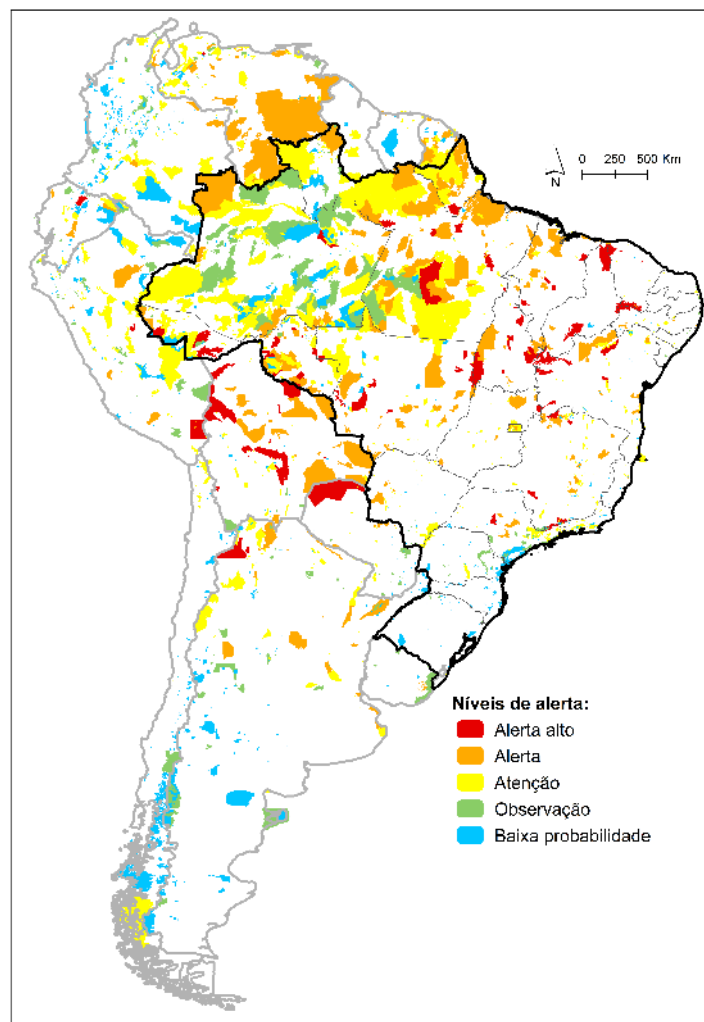 0 250 500 Km
N
Níveis de alerta:
Alerta alto
Alerta
Atenção
Observação
Baixa probabilidade